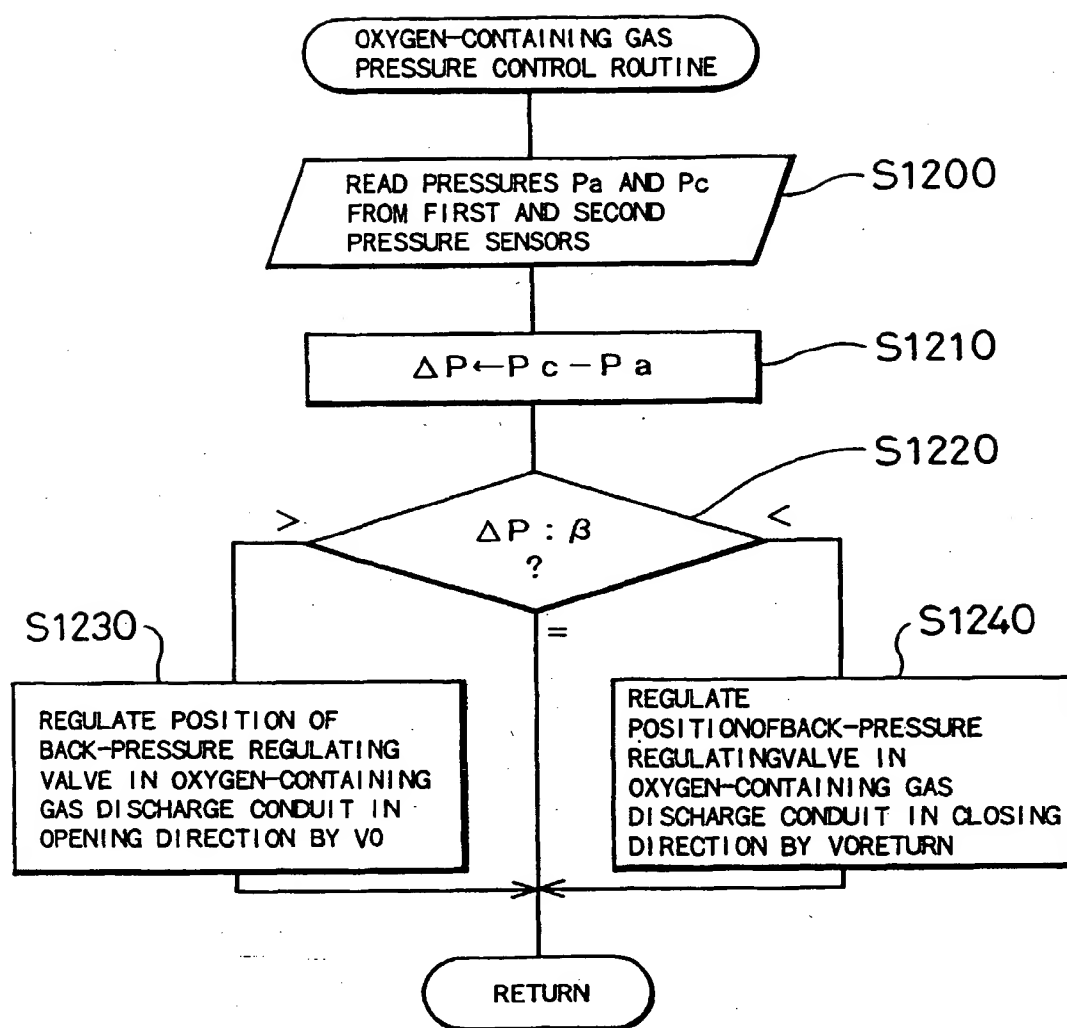 OXYGEN-CONTAINING GAS
PRESSURE CONTROL ROUTINE
READ PRESSURES Pa AND Pc
FROM FIRST AND SECOND
PRESSURE SENSORS
S1200
ΔP←Pc-Pa
S1210
S1220
>
<
ΔP : β
?
=
S1230
S1240
REGULATE POSITION OF
BACK-PRESSURE REGULATING
VALVE IN OXYGEN-CONTAINING
GAS DISCHARGE CONDUIT IN
OPENING DIRECTION BY VO
REGULATE
POSITIONOFBACK-PRESSURE
REGULATINGVALVE IN
OXYGEN-CONTAINING GAS
DISCHARGE CONDUIT IN CLOSING
DIRECTION BY VORETURN
RETURN